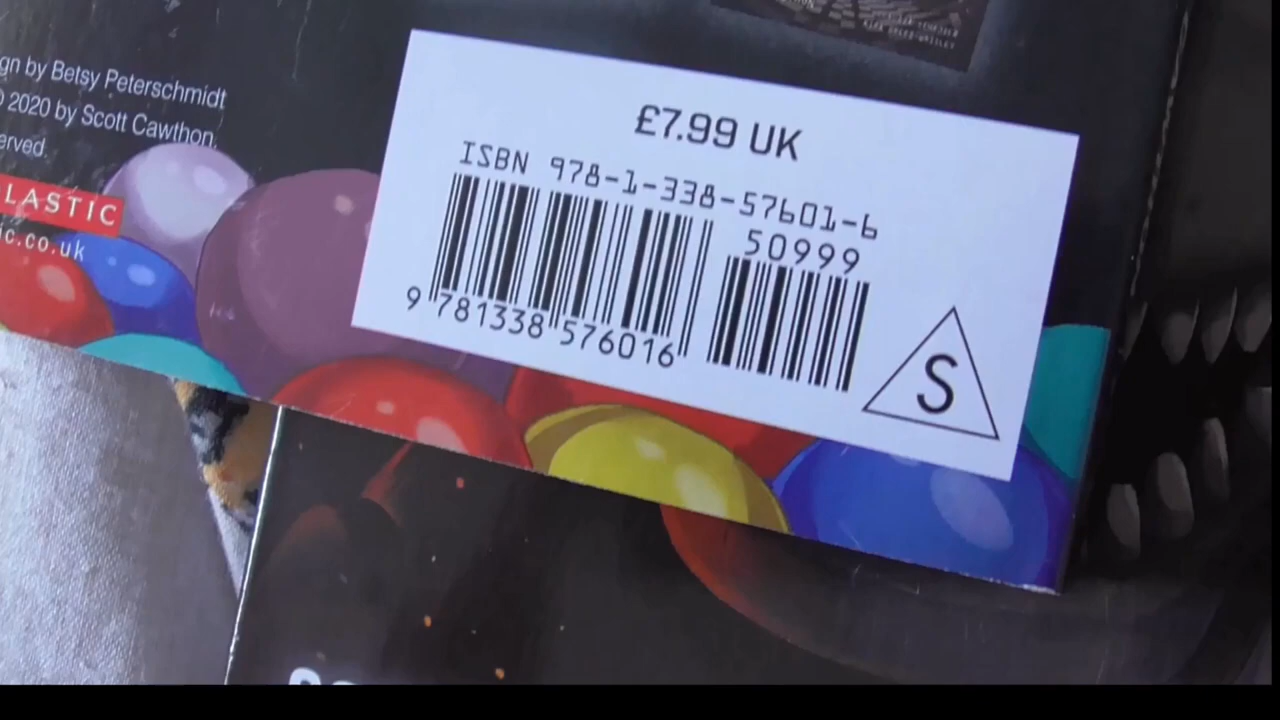 gn by Betsy Peterschmidt
© 2020 by Scott Cawthon.
erved.
LASTIC
ic.co.uk
£7.99 UK
ISBN 978-1-338-57601-6
50999
9 781338 576016
S